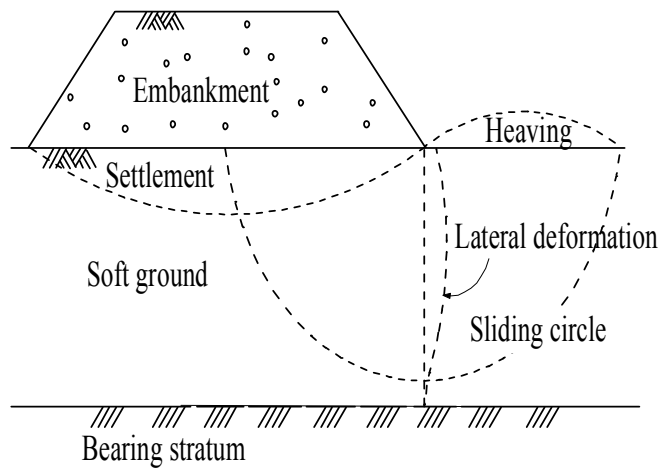 Embankment
Heaving
Settlement
Lateral deformation
Soft ground
Sliding circle
Bearing stratum